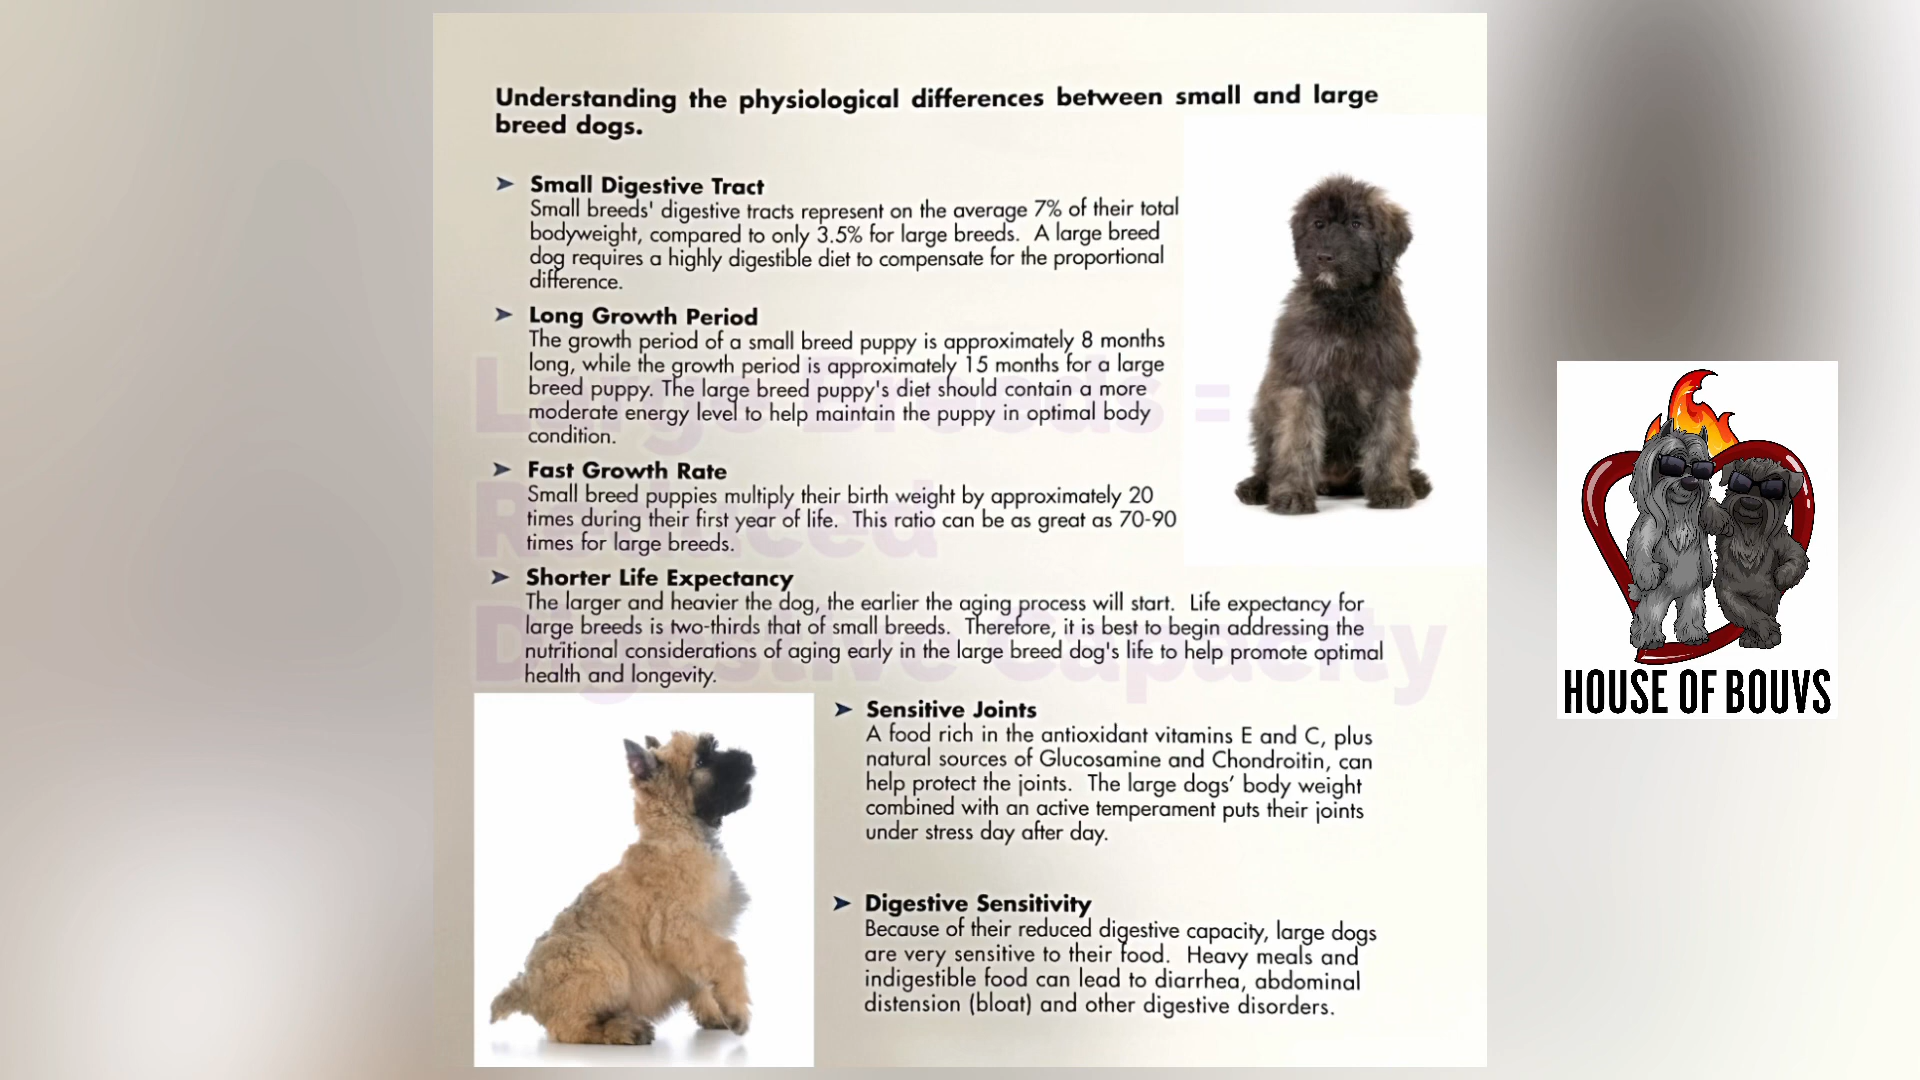 Understanding the physiological differences between small and large
breed dogs.
➤ Small Digestive Tract
Small breeds' digestive tracts represent on the average 7% of their total
bodyweight, compared to only 3.5% for large breeds. A large breed
dog requires a highly digestible diet to compensate for the proportional
difference.
➤ Long Growth Period
The growth period of a small breed puppy is approximately 8 months
long, while the growth period is approximately 15 months for a large
breed puppy. The large breed puppy's diet should contain a more
moderate energy level to help maintain the puppy in optimal body
condition.
➤ Fast Growth Rate
Small breed puppies multiply their birth weight by approximately 20
times during their first year of life. This ratio can be as great as 70-90
times for large breeds.
➤ Shorter Life Expectancy
The larger and heavier the dog, the earlier the aging process will start. Life expectancy for
large breeds is two-thirds that of small breeds. Therefore, it is best to begin addressing the
nutritional considerations of aging early in the large breed dog's life to help promote optimal
health and longevity.
➤ Sensitive Joints
A food rich in the antioxidant vitamins E and C, plus
natural sources of Glucosamine and Chondroitin, can
help protect the joints. The large dogs’ body weight
combined with an active temperament puts their joints
under stress day after day.
➤ Digestive Sensitivity
Because of their reduced digestive capacity, large dogs
are very sensitive to their food. Heavy meals and
indigestible food can lead to diarrhea, abdominal
distension (bloat) and other digestive disorders.
Large Breeds =
Reduced
Digestive Capacity
HOUSE OF BOUVS